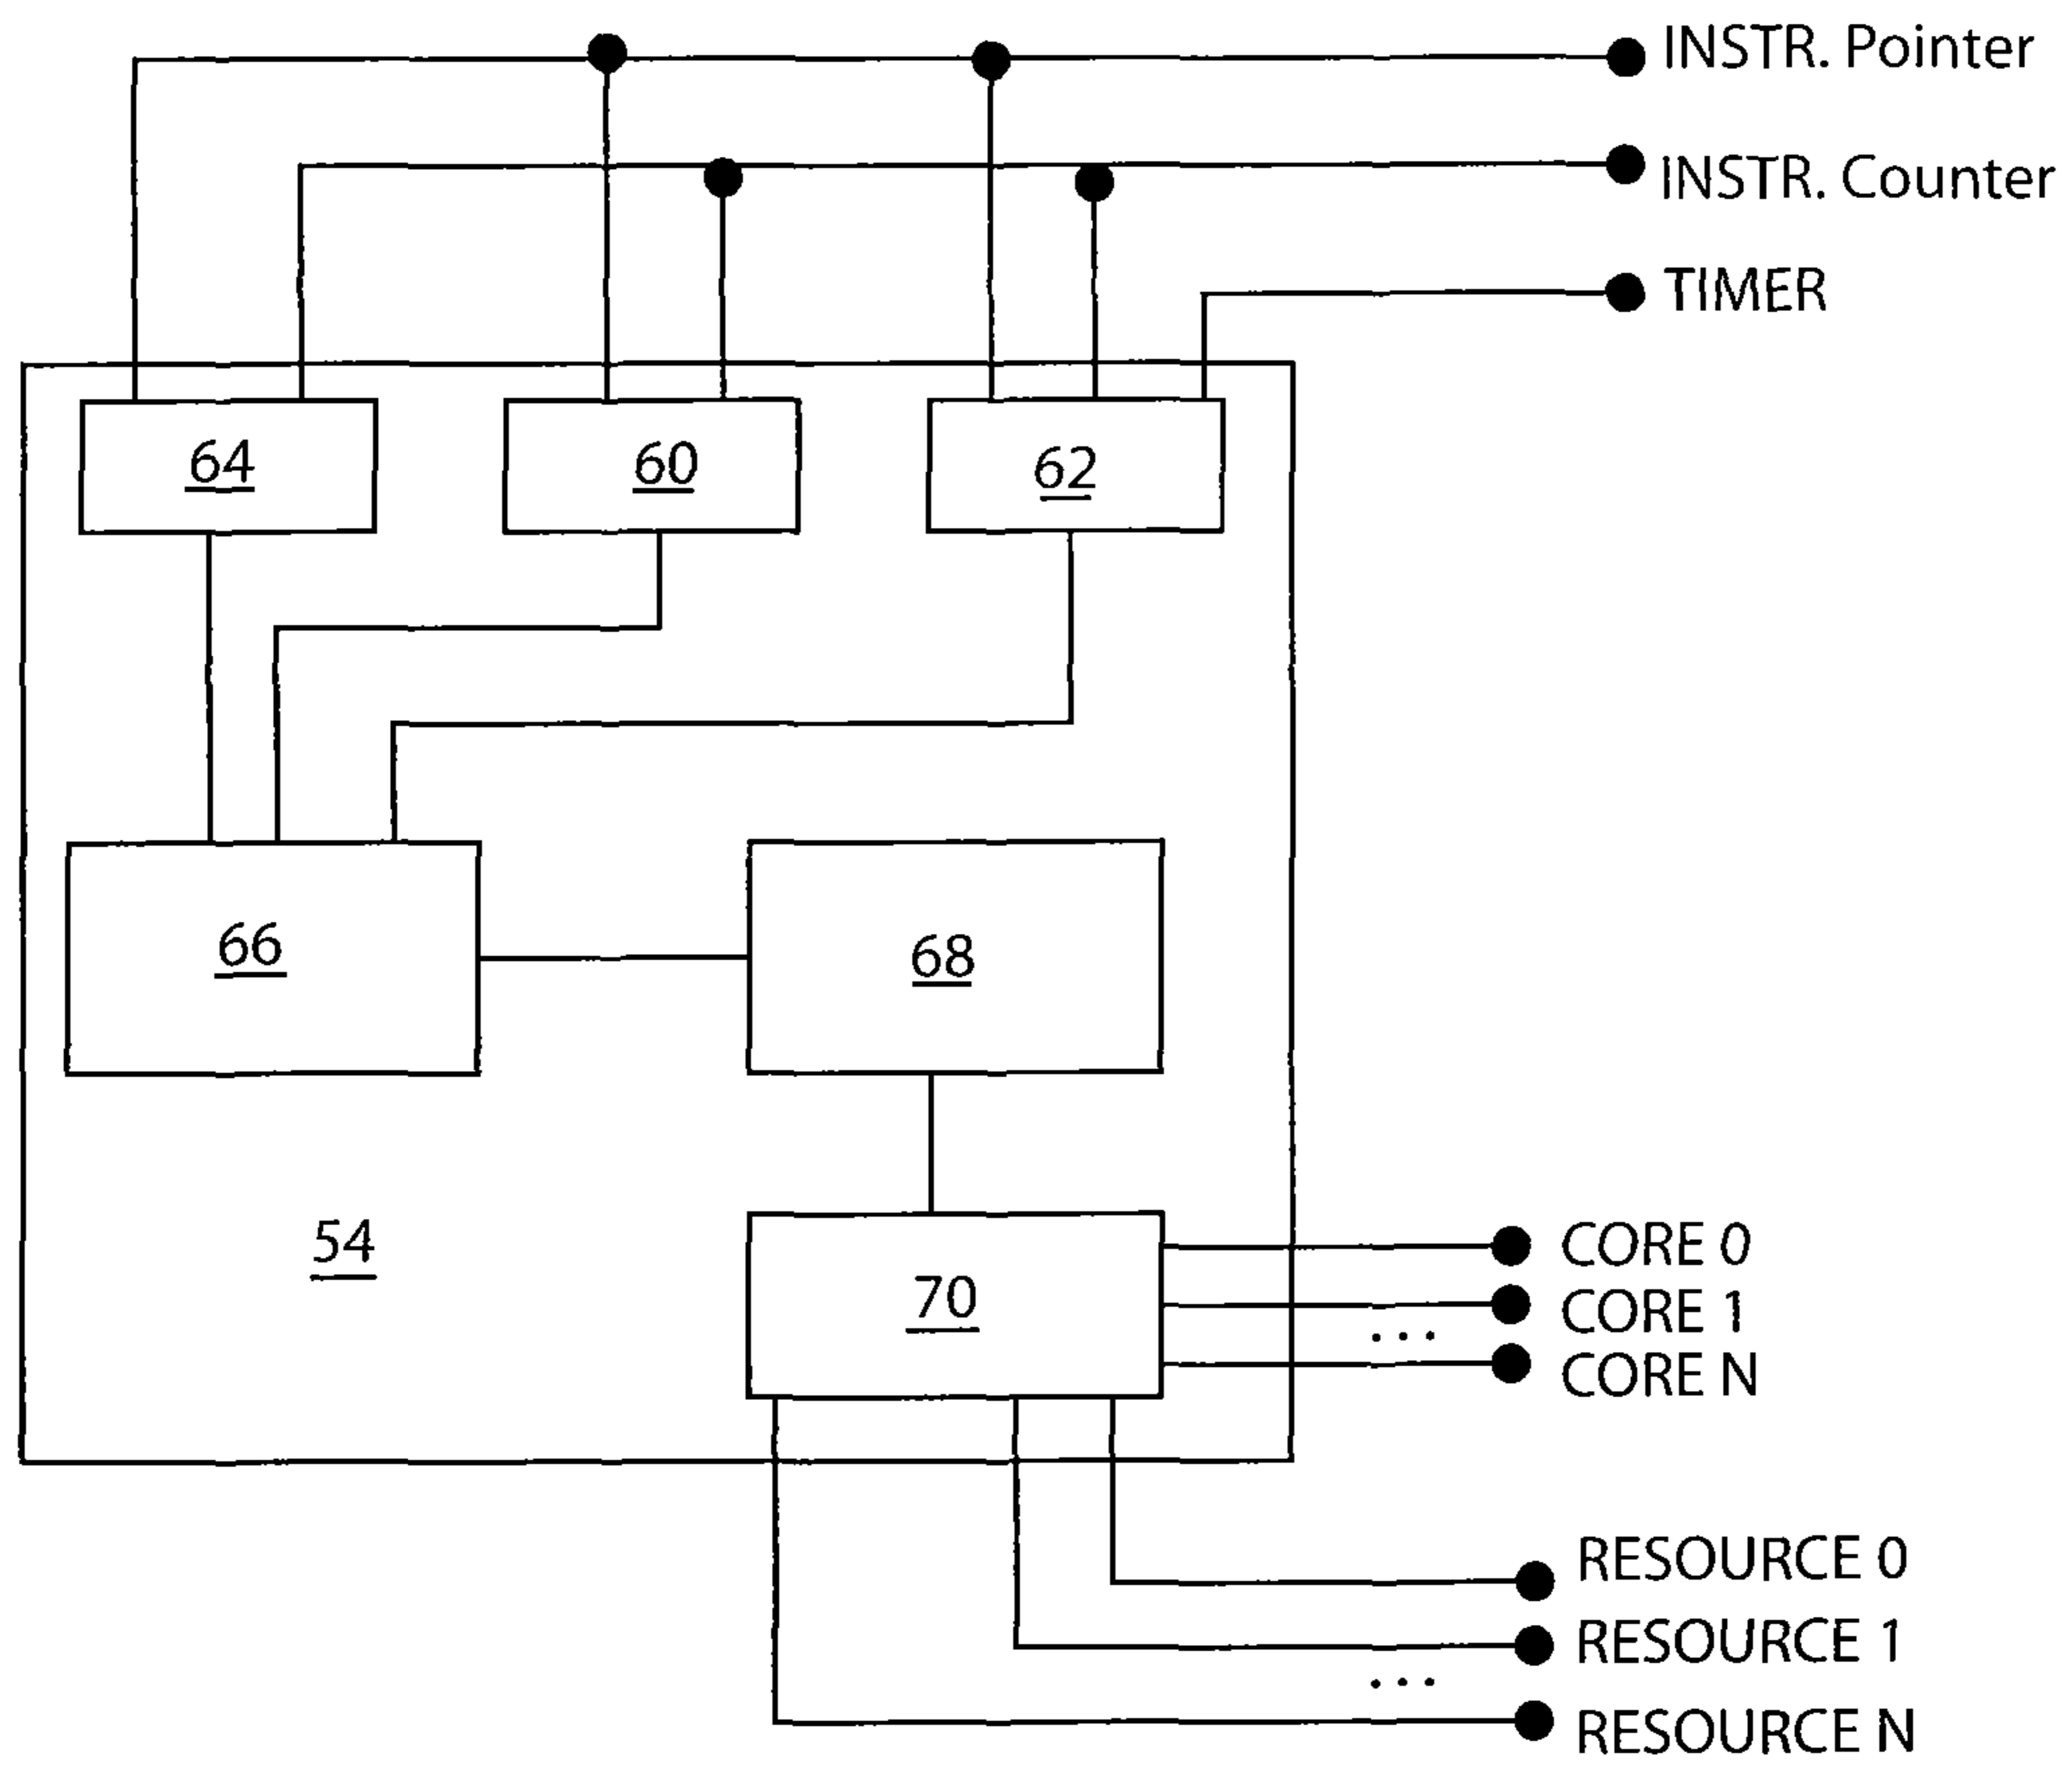 INSTR. Pointer
INSTR. Counter
TIMER
64
60
62
66
68
54
70
CORE 0
CORE 1
...
CORE N
RESOURCE 0
RESOURCE 1
...
RESOURCE N